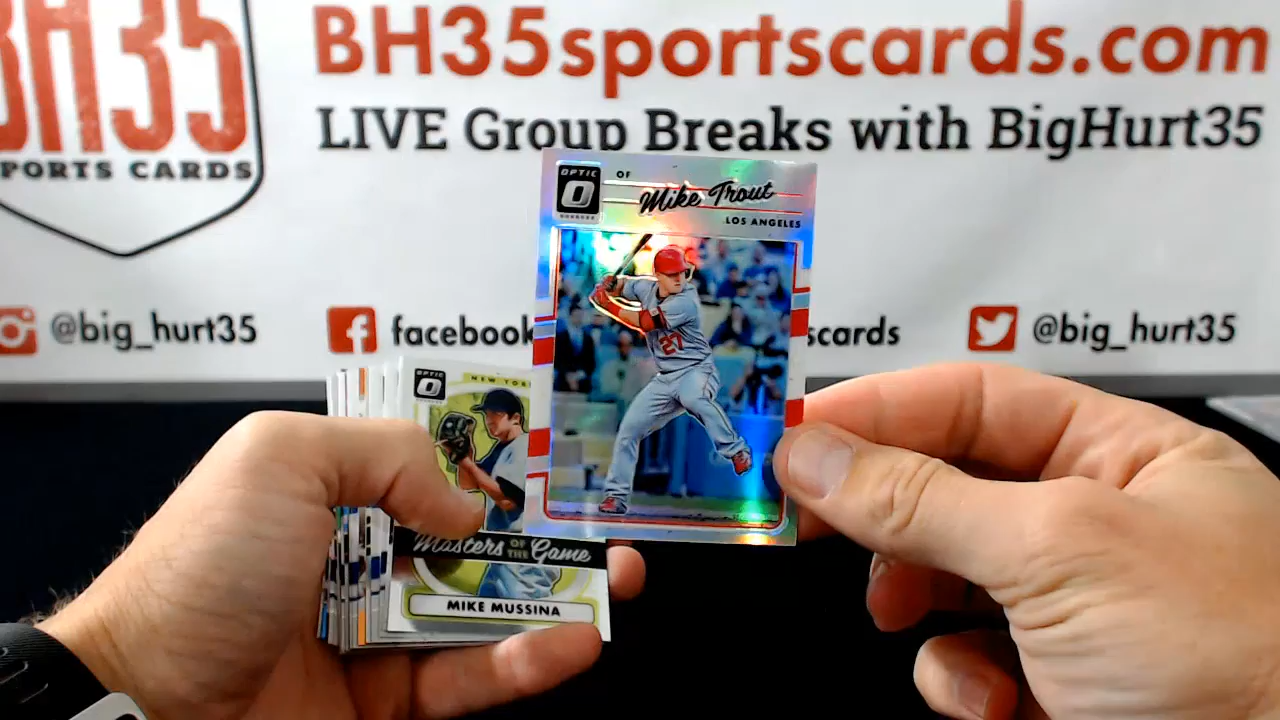 BH35
SPORTS CARDS
BH35sportscards.com
LIVE Group Breaks with BigHurt35
@big_hurt35
facebook
scards
@big_hurt35
OPTIC
OF
Mike Trout
LOS ANGELES
27
OPTIC
NEW YOR
Masters OF THE Game
MIKE MUSSINA